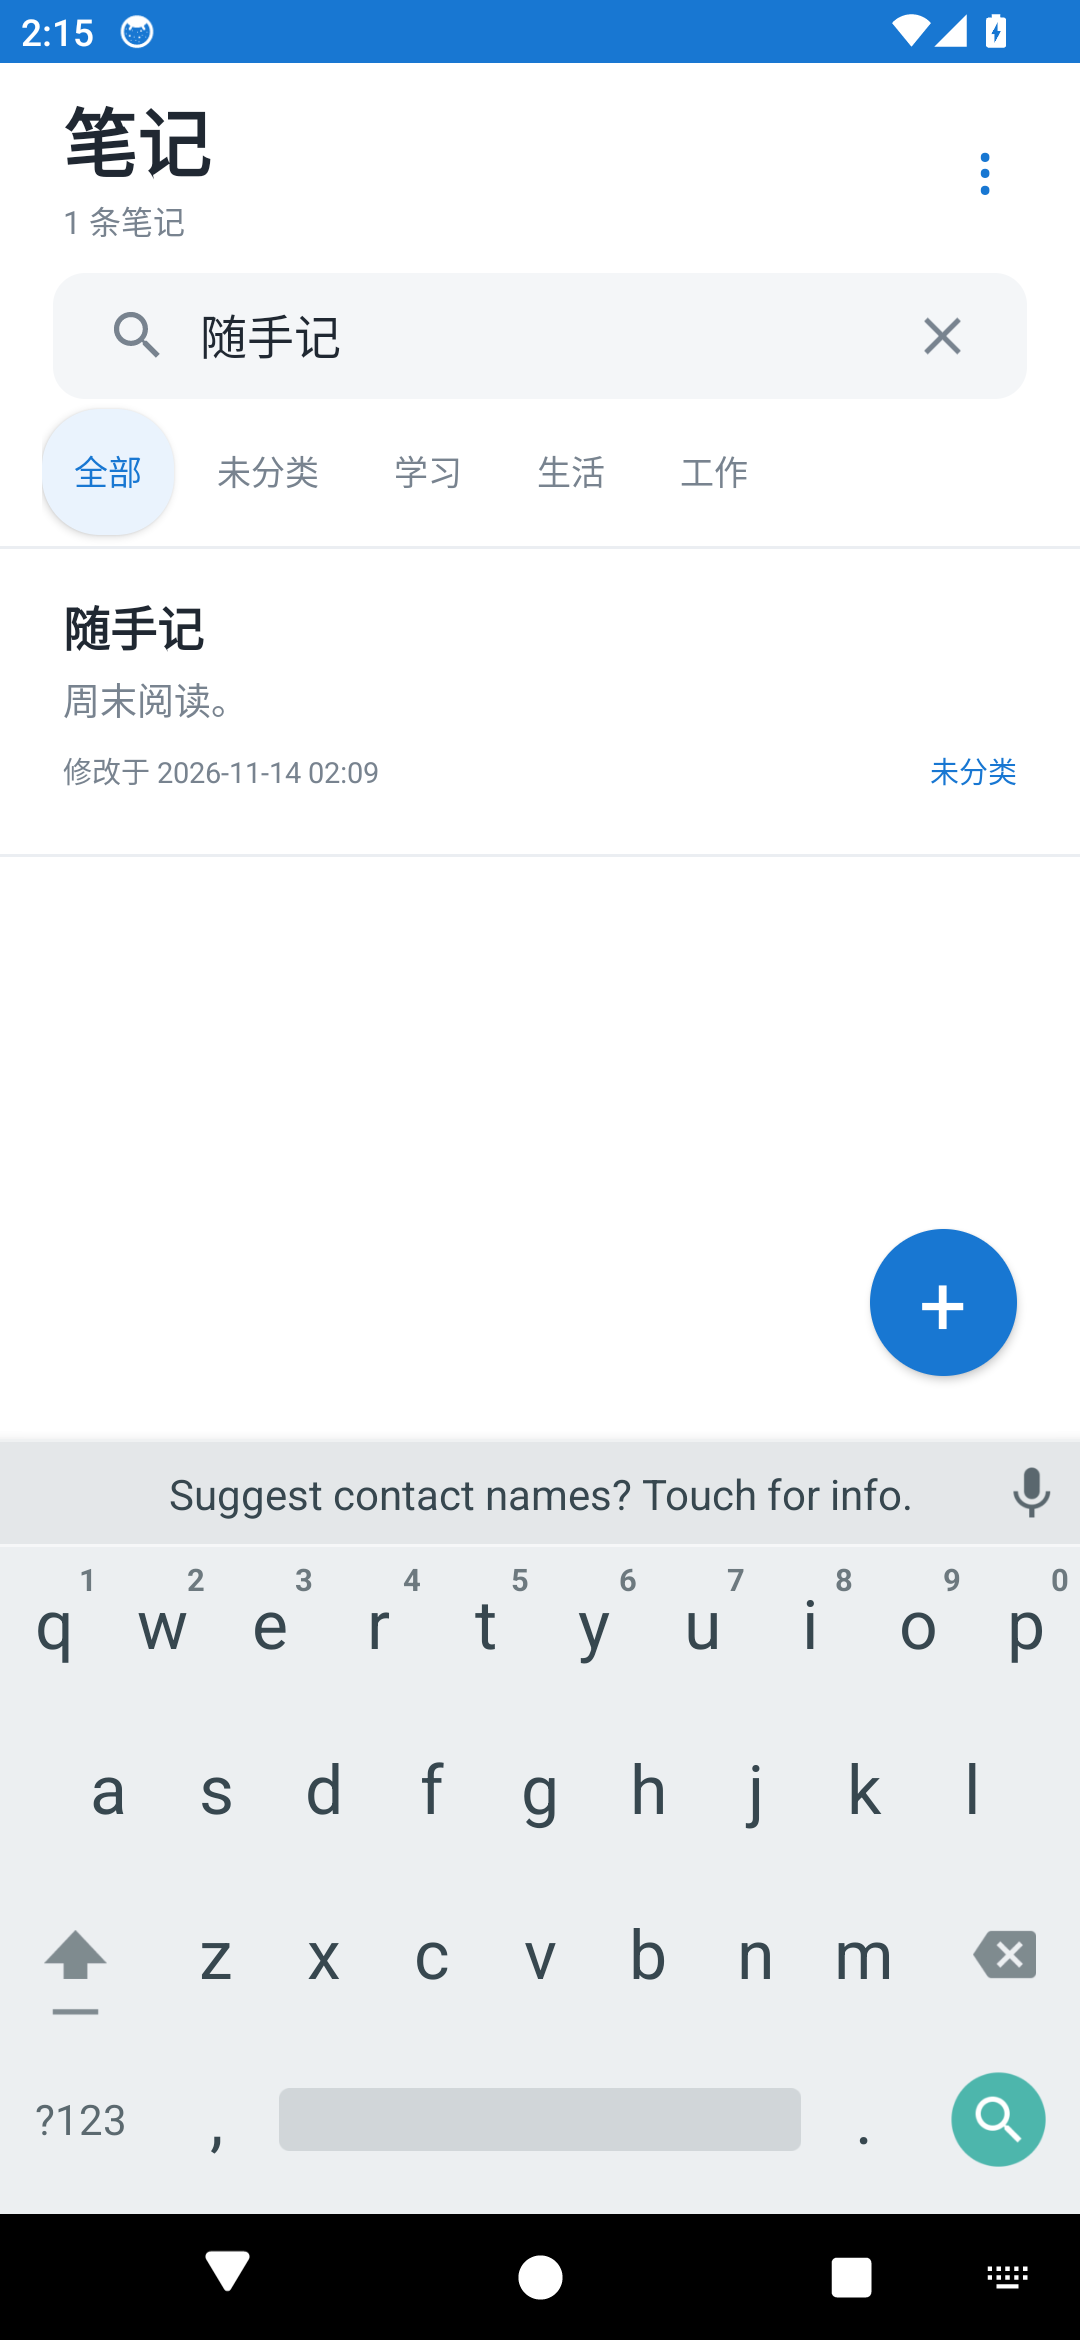 2:15
笔记
1 条笔记
随手记
全部 未分类 学习 生活 工作
随手记
周末阅读。
修改于 2026-11-14 02:09 未分类
+
Suggest contact names? Touch for info.
1 2 3 4 5 6 7 8 9 0
q w e r t y u i o p
a s d f g h j k l
z x c v b n m
?123 , .